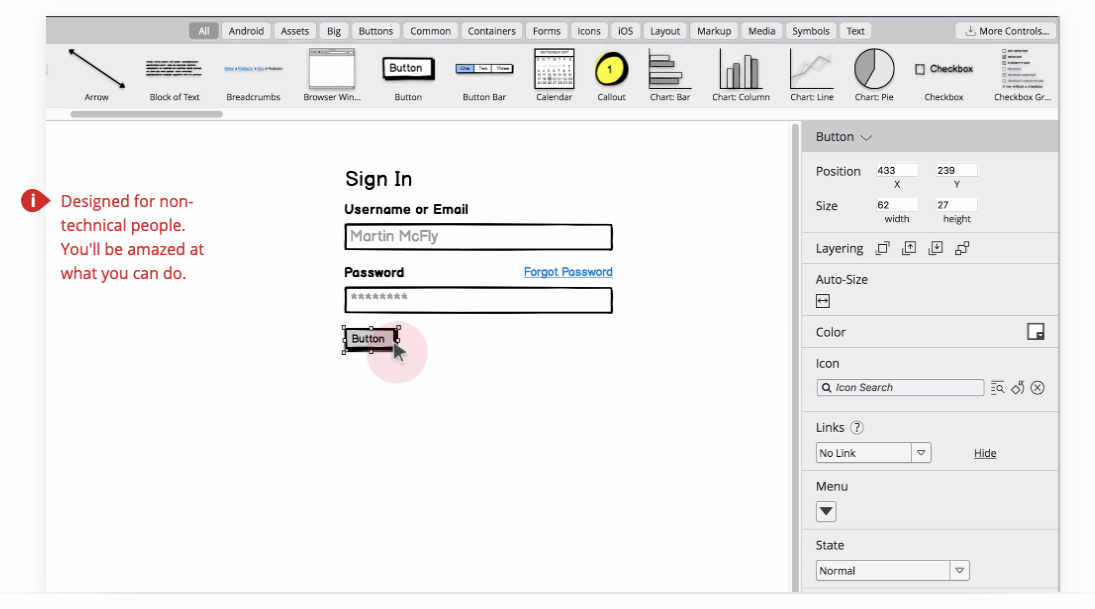 All Android Assets Big Buttons Common Containers Forms Icons iOS Layout Markup Media Symbols Text More Controls...
Button
One Two Three
1
Checkbox
Arrow Block of Text Breadcrumbs Browser Win... Button Button Bar Calendar Callout Chart: Bar Chart: Column Chart: Line Chart: Pie Checkbox Checkbox Gr...
i
Designed for non-
technical people.
You'll be amazed at
what you can do.
Sign In
Username or Email
Martin McFly
Password Forgot Password
********
Button
Button
Position 433 239
X Y
Size 62 27
width height
Layering
Auto-Size
Color
Icon
Icon Search
Links ?
No Link Hide
Menu
State
Normal